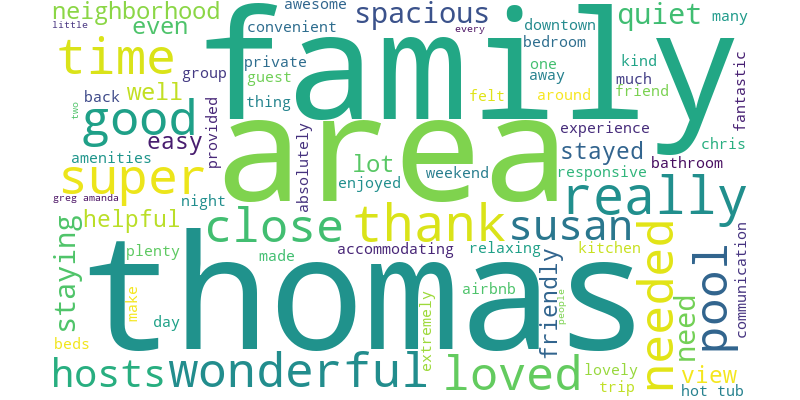 neighborhood
awesome
little
even
convenient
spacious
every
downtown
quiet
many
time
family
bedroom
group
private
guest
one
kind
away
much
friend
fantastic
back
well
thing
felt
around
two
good
provided
area
experience
easy
absolutely
chris
amenities
lot
stayed
bathroom
super
enjoyed
weekend
responsive
really
greg amanda
night
helpful
close
thank
susan
staying
thomas
needed
pool
communication
plenty
made
accommodating
relaxing
friendly
kitchen
make
day
airbnb
people
need
extremely
beds
hosts
wonderful
loved
lovely
view
trip
hot tub